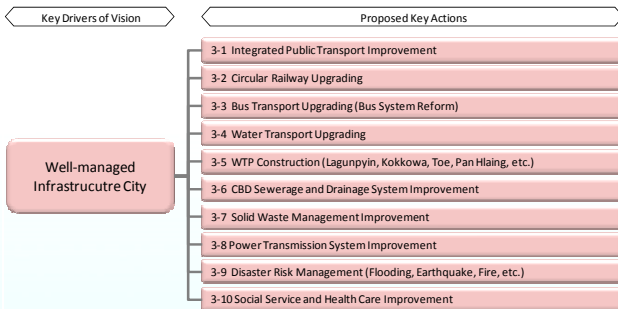 Key Drivers of Vision
Proposed Key Actions
Well-managed
Infrastrucutre City
3-1 Integrated Public Transport Improvement
3-2 Circular Railway Upgrading
3-3 Bus Transport Upgrading (Bus System Reform)
3-4 Water Transport Upgrading
3-5 WTP Construction (Lagunpyin, Kokkowa, Toe, Pan Hlaing, etc.)
3-6 CBD Sewerage and Drainage System Improvement
3-7 Solid Waste Management Improvement
3-8 Power Transmission System Improvement
3-9 Disaster Risk Management (Flooding, Earthquake, Fire, etc.)
3-10 Social Service and Health Care Improvement